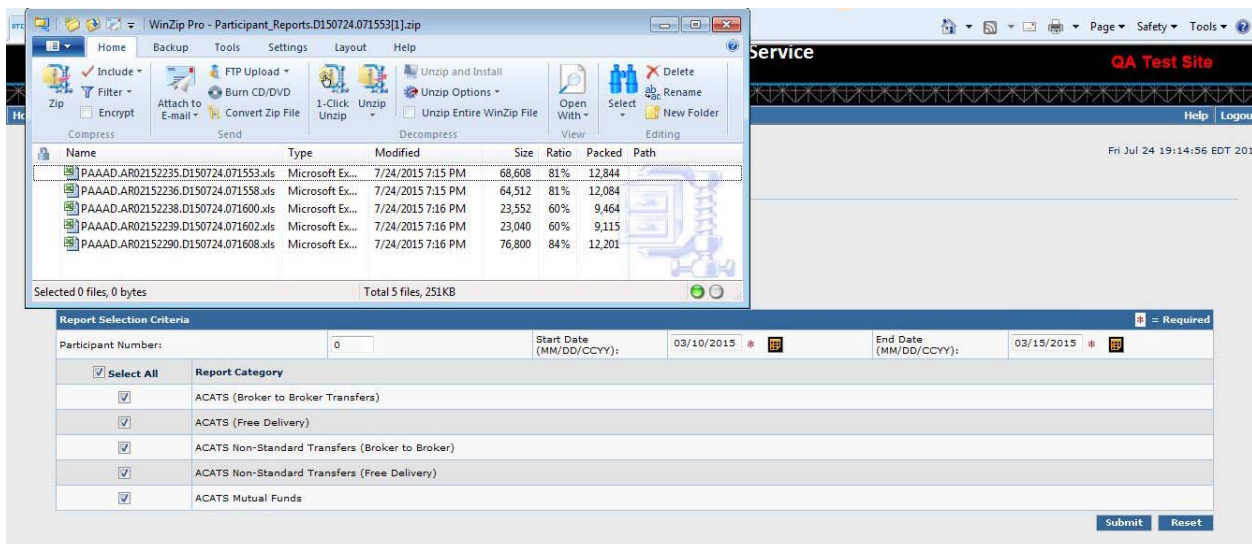 WinZip Pro - Participant_Reports.D150724.071553[1].zip
Page Safety Tools
Home Backup Tools Settings Layout Help
Service
QA Test Site
Zip
Include
Filter
Encrypt
Compress
Attach to E-mail
FTP Upload
Burn CD/DVD
Convert Zip File
Send
1-Click Unzip
Unzip
Unzip and Install
Unzip Options
Unzip Entire WinZip File
Decompress
Open With
View
Select
Delete
Rename
New Folder
Editing
Help Logou
Fri Jul 24 19:14:56 EDT 201
Name Type Modified Size Ratio Packed Path
PAAAD.AR02152235.D150724.071553.xls Microsoft Ex... 7/24/2015 7:15 PM 68,608 81% 12,844
PAAAD.AR02152236.D150724.071558.xls Microsoft Ex... 7/24/2015 7:15 PM 64,512 81% 12,084
PAAAD.AR02152238.D150724.071600.xls Microsoft Ex... 7/24/2015 7:16 PM 23,552 60% 9,464
PAAAD.AR02152239.D150724.071602.xls Microsoft Ex... 7/24/2015 7:16 PM 23,040 60% 9,115
PAAAD.AR02152290.D150724.071608.xls Microsoft Ex... 7/24/2015 7:16 PM 76,800 84% 12,201
Selected 0 files, 0 bytes Total 5 files, 251KB
Report Selection Criteria * = Required
Participant Number: 0 Start Date (MM/DD/CCYY): 03/10/2015 * End Date (MM/DD/CCYY): 03/15/2015 *
Select All Report Category
ACATS (Broker to Broker Transfers)
ACATS (Free Delivery)
ACATS Non-Standard Transfers (Broker to Broker)
ACATS Non-Standard Transfers (Free Delivery)
ACATS Mutual Funds
Submit Reset